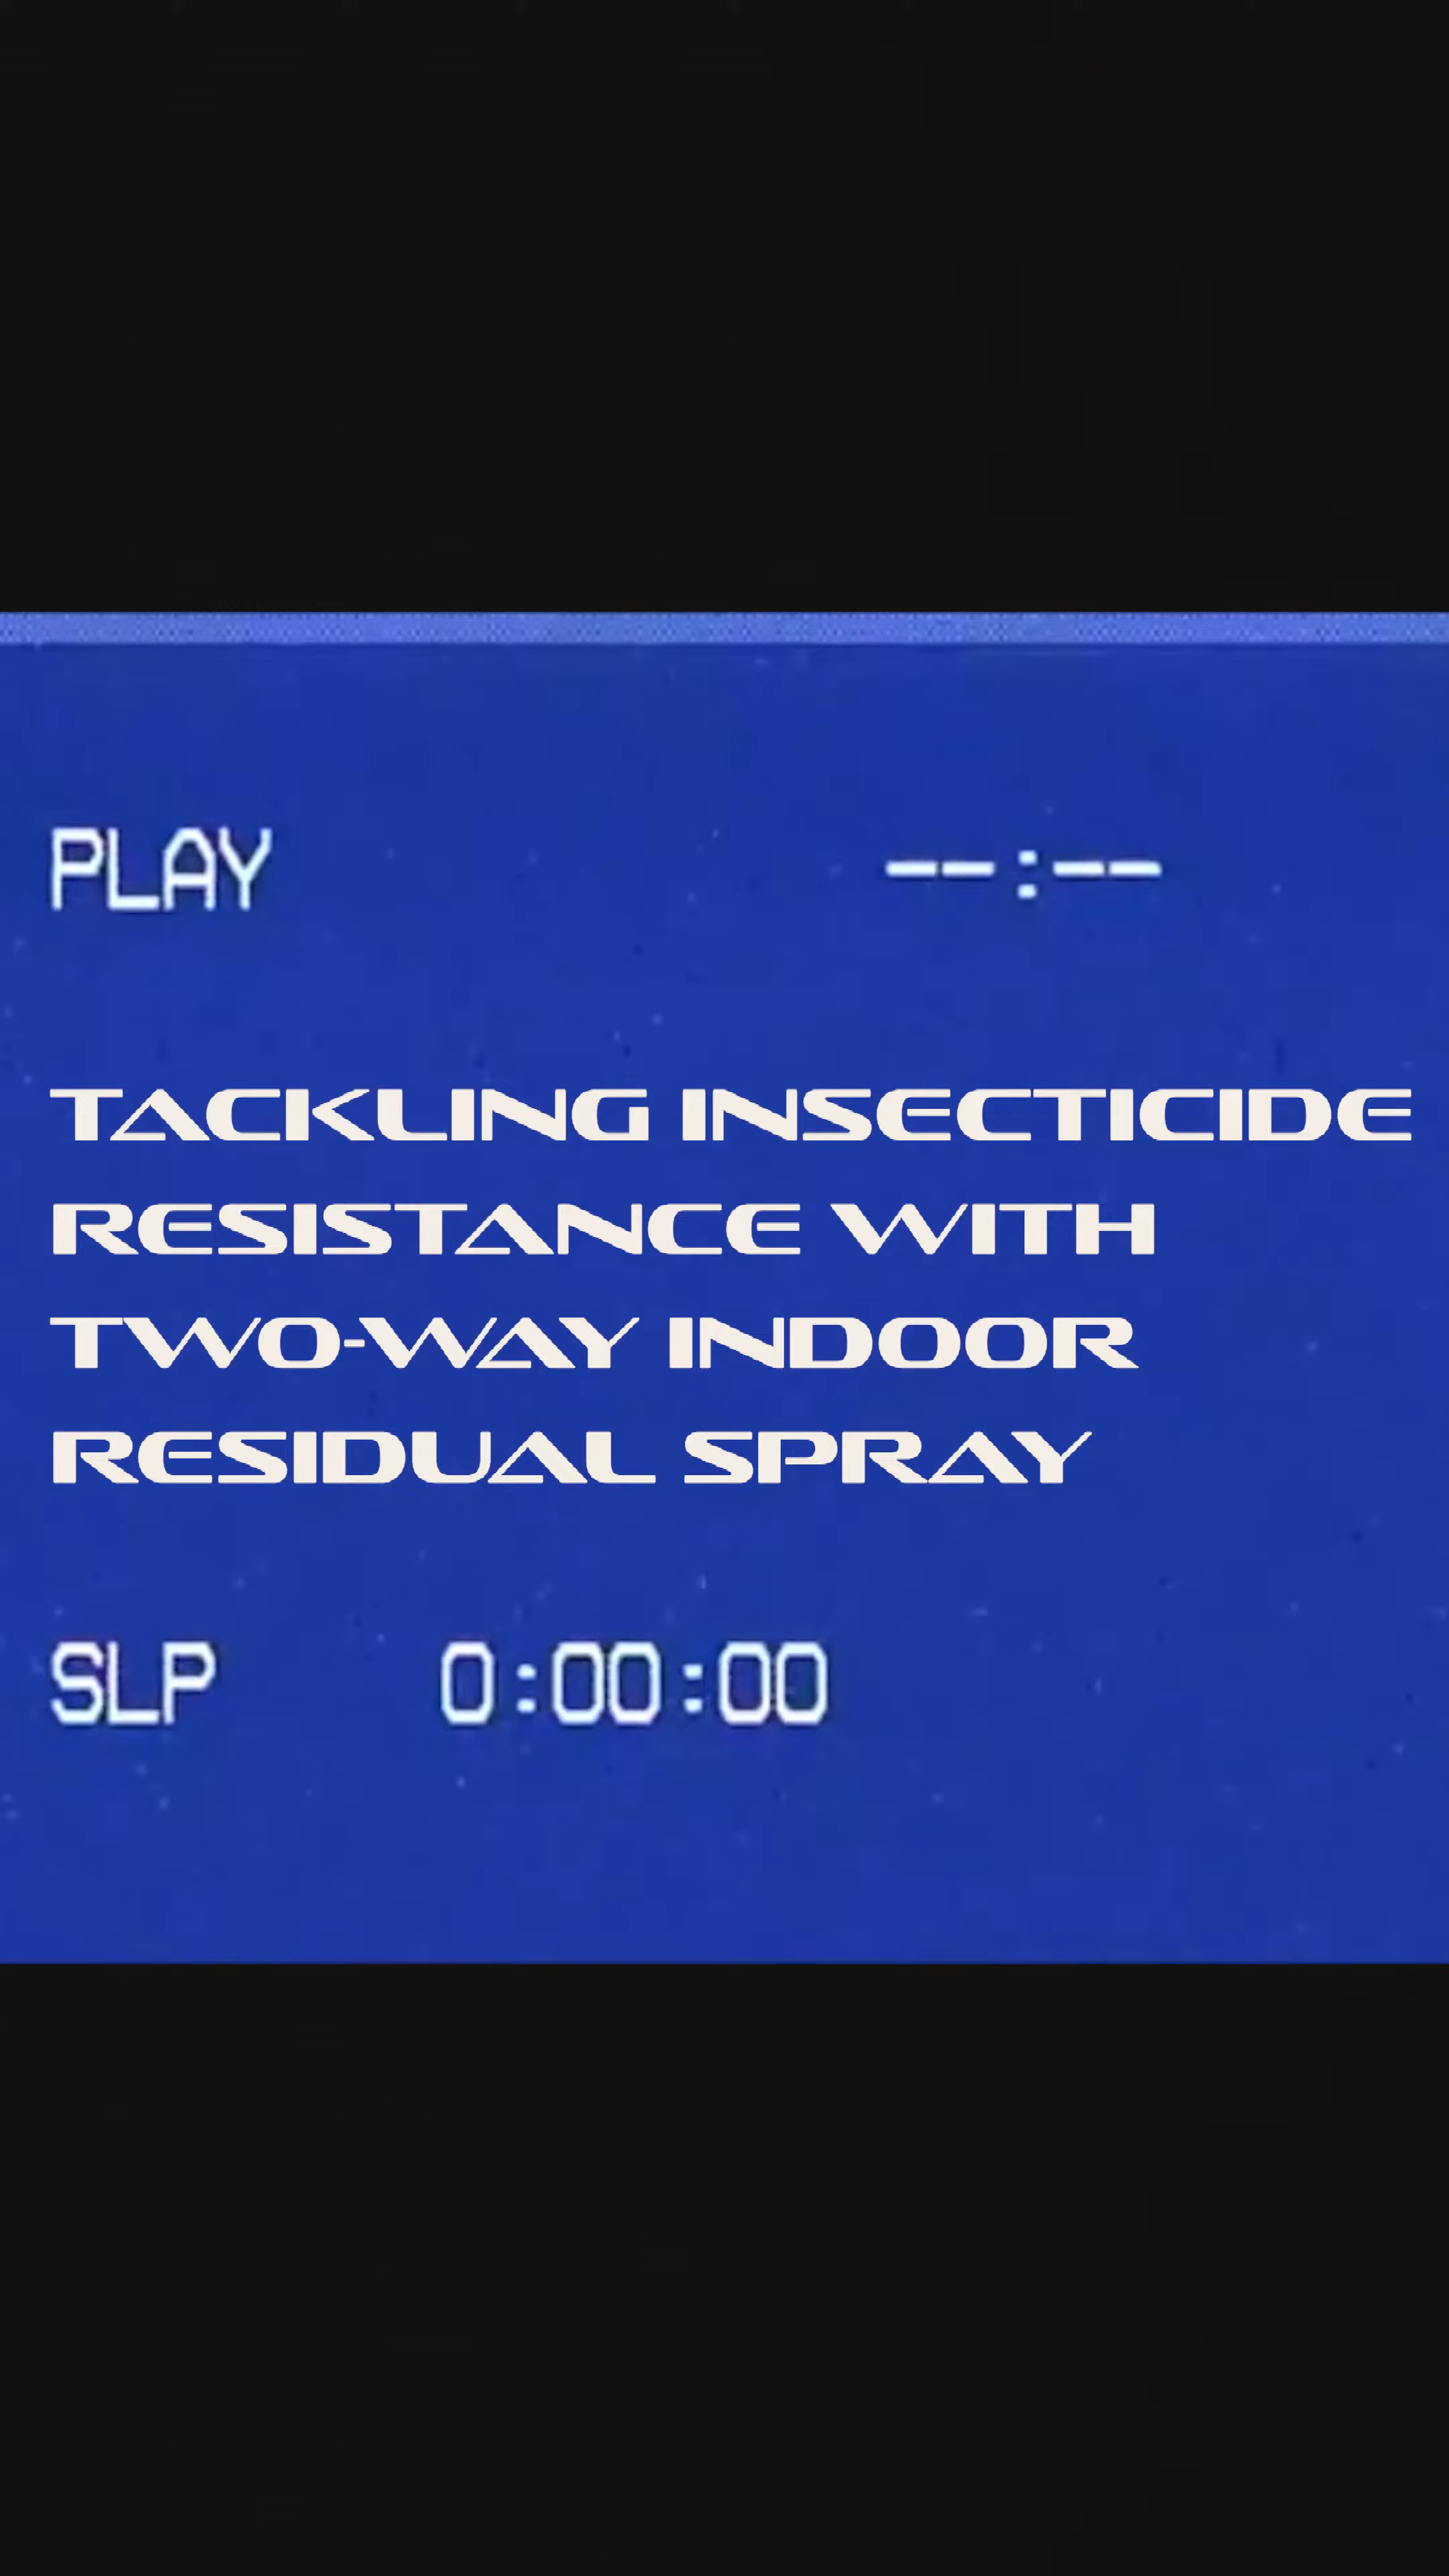 PLAY --:--
TACKLING INSECTICIDE
RESISTANCE WITH
TWO-WAY INDOOR
RESIDUAL SPRAY
SLP 0:00:00